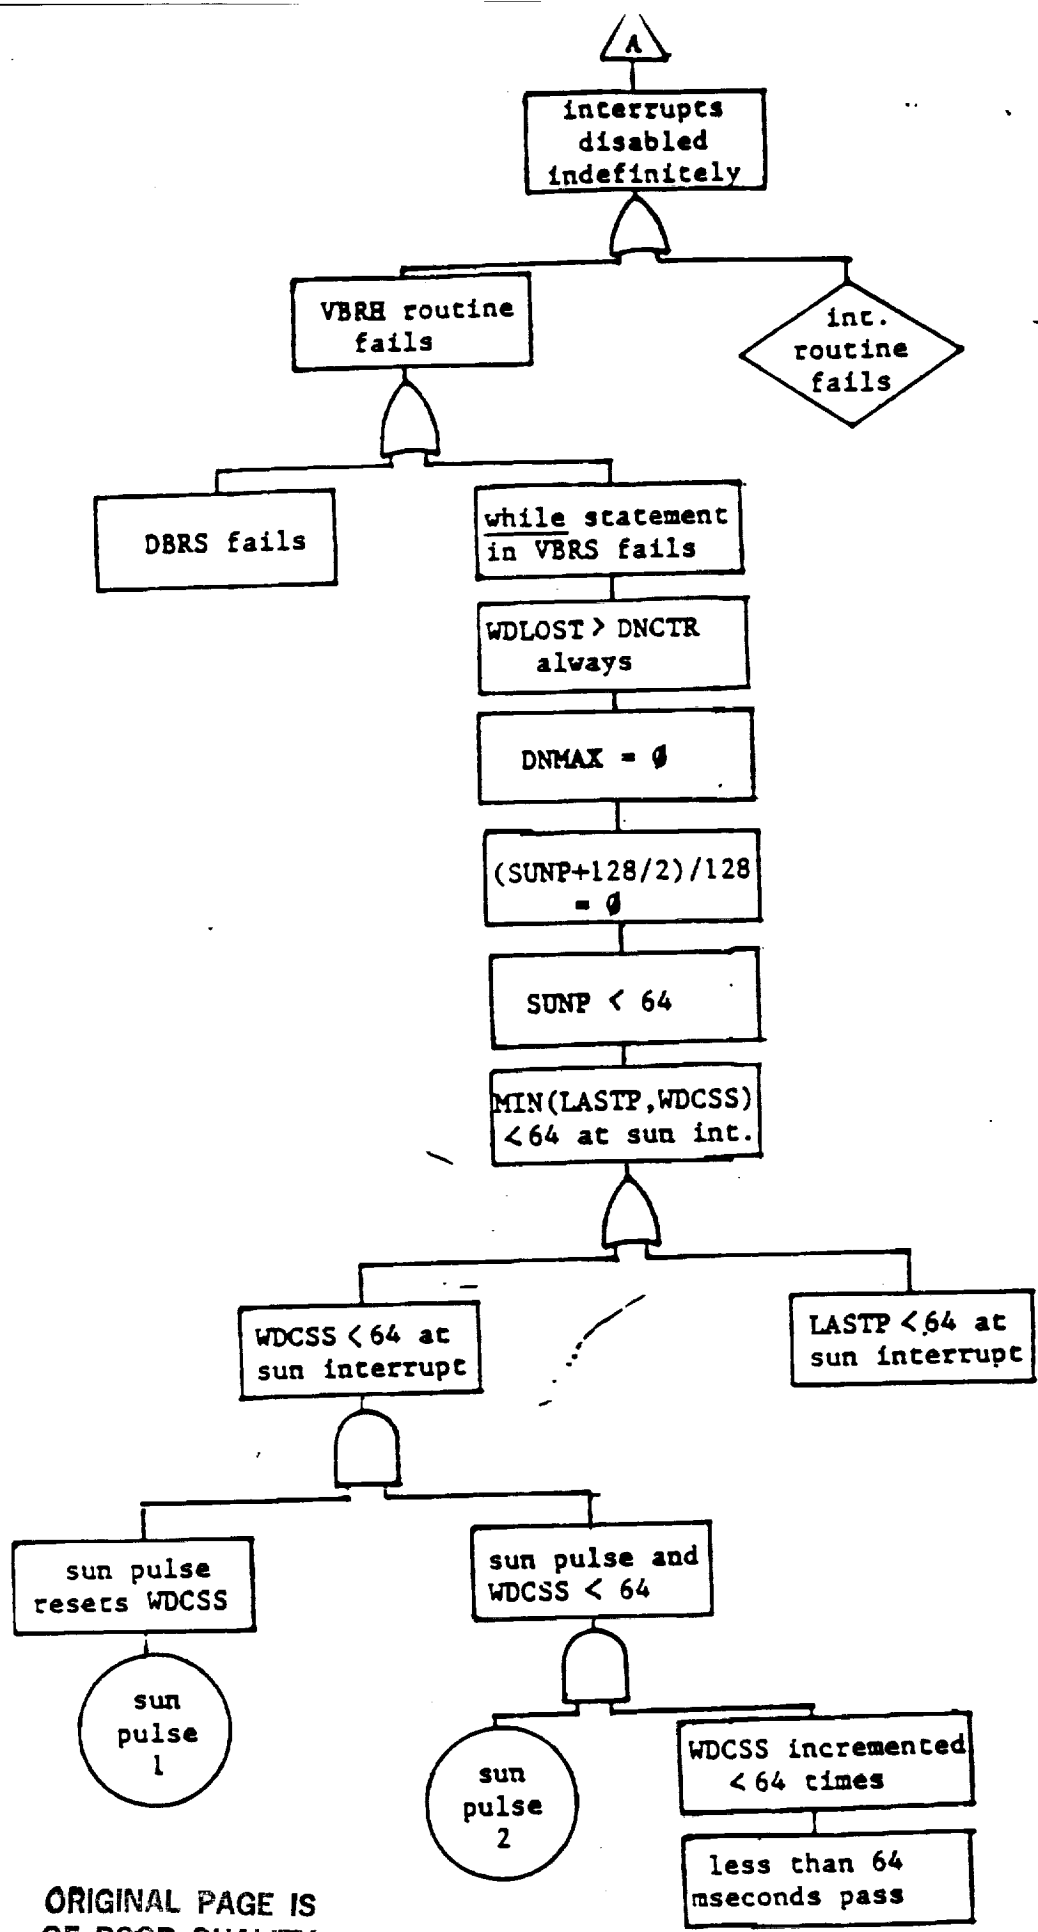 A
interrupts
disabled
indefinitely
VBRH routine
fails
int.
routine
fails
DBRS fails
while statement
in VBRS fails
WDLOST > DNCTR
always
DNMAX = ∅
(SUNP+128/2)/128
= ∅
SUNP < 64
MIN(LASTP,WDCSS)
<64 at sun int.
WDCSS <64 at
sun interrupt
LASTP <64 at
sun interrupt
sun pulse
resets WDCSS
sun pulse and
WDCSS < 64
sun
pulse
1
sun
pulse
2
WDCSS incremented
<64 times
less than 64
mseconds pass
ORIGINAL PAGE IS
OF POOR QUALITY